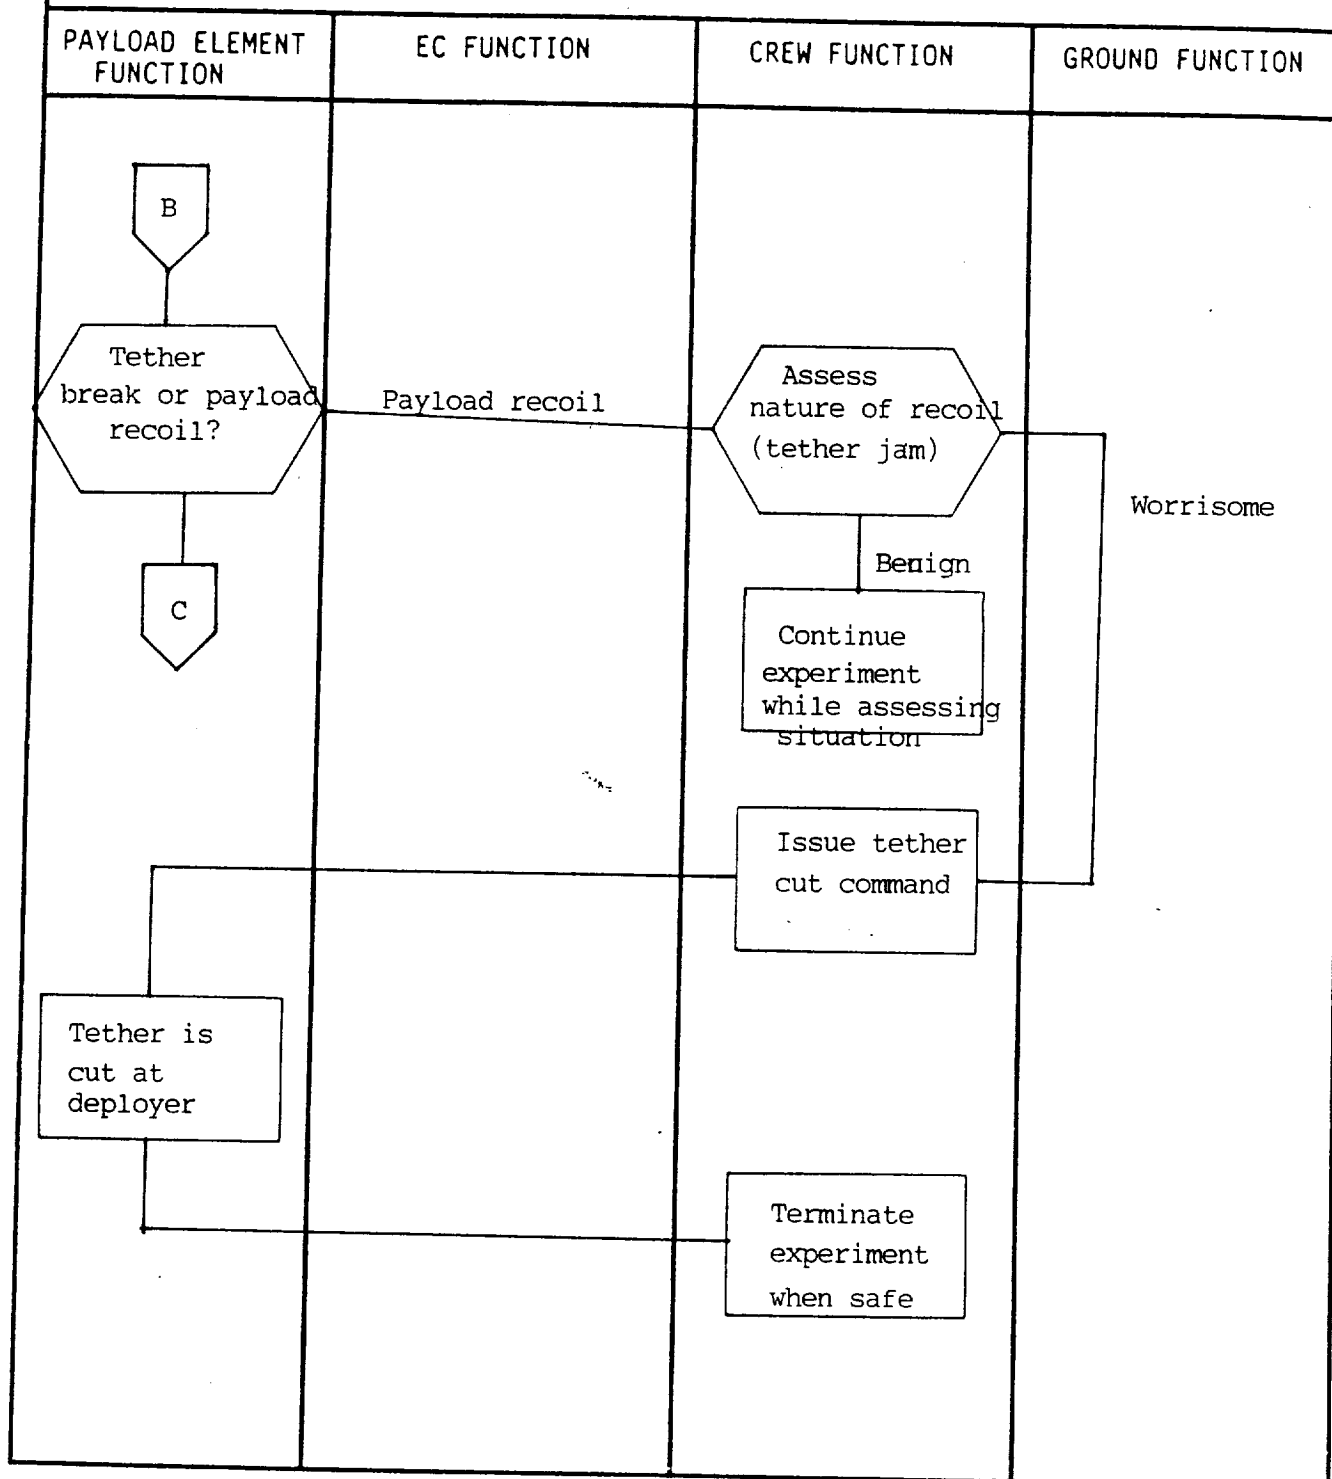 PAYLOAD ELEMENT
FUNCTION
EC FUNCTION
CREW FUNCTION
GROUND FUNCTION
B
Tether
break or payload
recoil?
Payload recoil
Assess
nature of recoil
(tether jam)
Worrisome
Benign
C
Continue
experiment
while assessing
situation
Issue tether
cut command
Tether is
cut at
deployer
Terminate
experiment
when safe